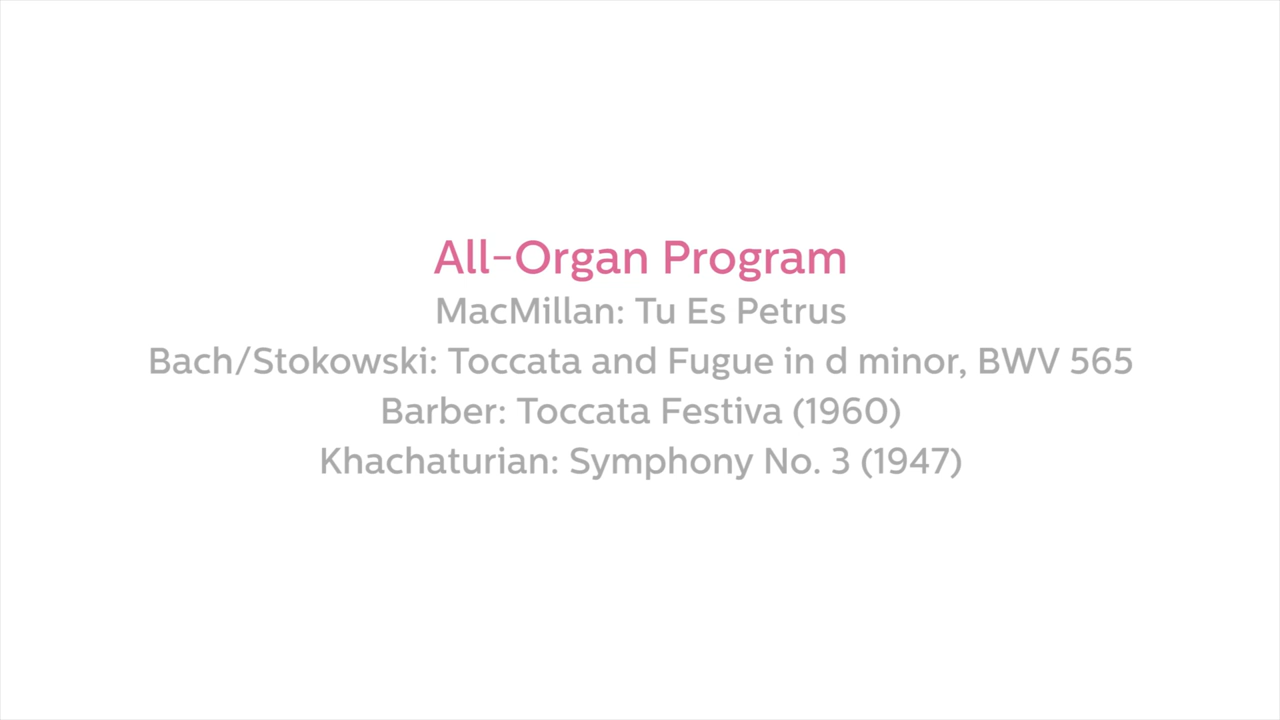 All-Organ Program
MacMillan: Tu Es Petrus
Bach/Stokowski: Toccata and Fugue in d minor, BWV 565
Barber: Toccata Festiva (1960)
Khachaturian: Symphony No. 3 (1947)